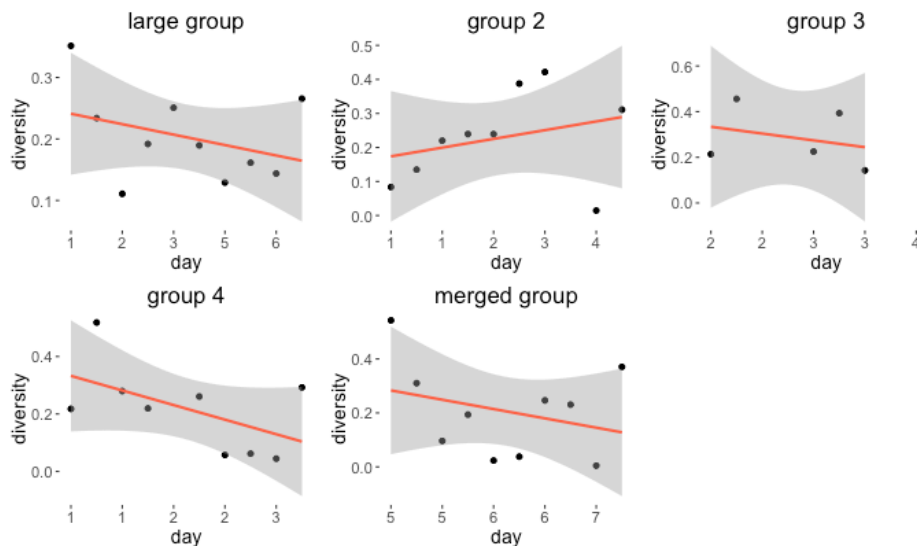 large group
group 2
group 3
diversity
0.3
0.2
0.1
1 2 3 5 6
day
diversity
0.5
0.4
0.3
0.2
0.1
0.0
1 1 2 3 4
day
diversity
0.6
0.4
0.2
0.0
2 2 3 3 4
day
group 4
merged group
diversity
0.4
0.2
0.0
1 1 2 2 3
day
diversity
0.4
0.2
0.0
5 5 6 6 7
day